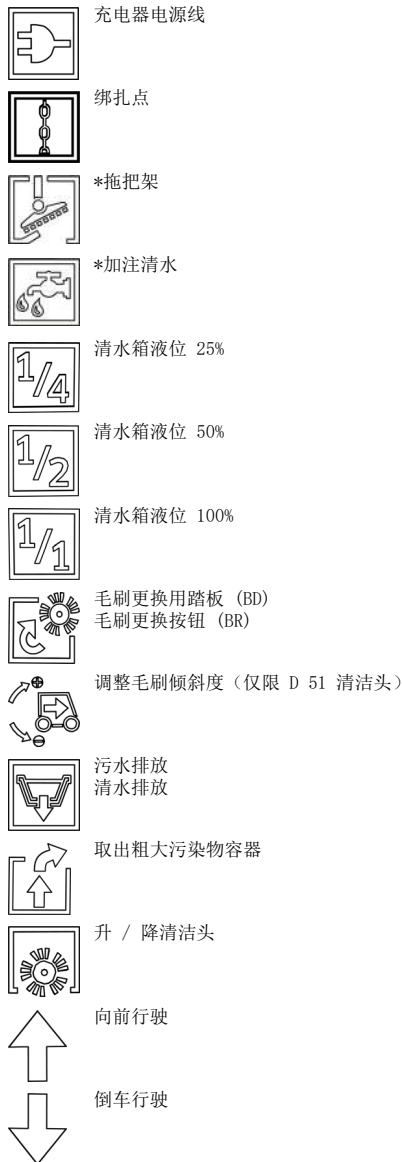 充电器电源线
绑扎点
*拖把架
*加注清水
1/4
清水箱液位 25%
1/2
清水箱液位 50%
1/1
清水箱液位 100%
毛刷更换用踏板 (BD)
毛刷更换按钮 (BR)
调整毛刷倾斜度（仅限 D 51 清洁头）
污水排放
清水排放
取出粗大污染物容器
升 / 降清洁头
向前行驶
倒车行驶